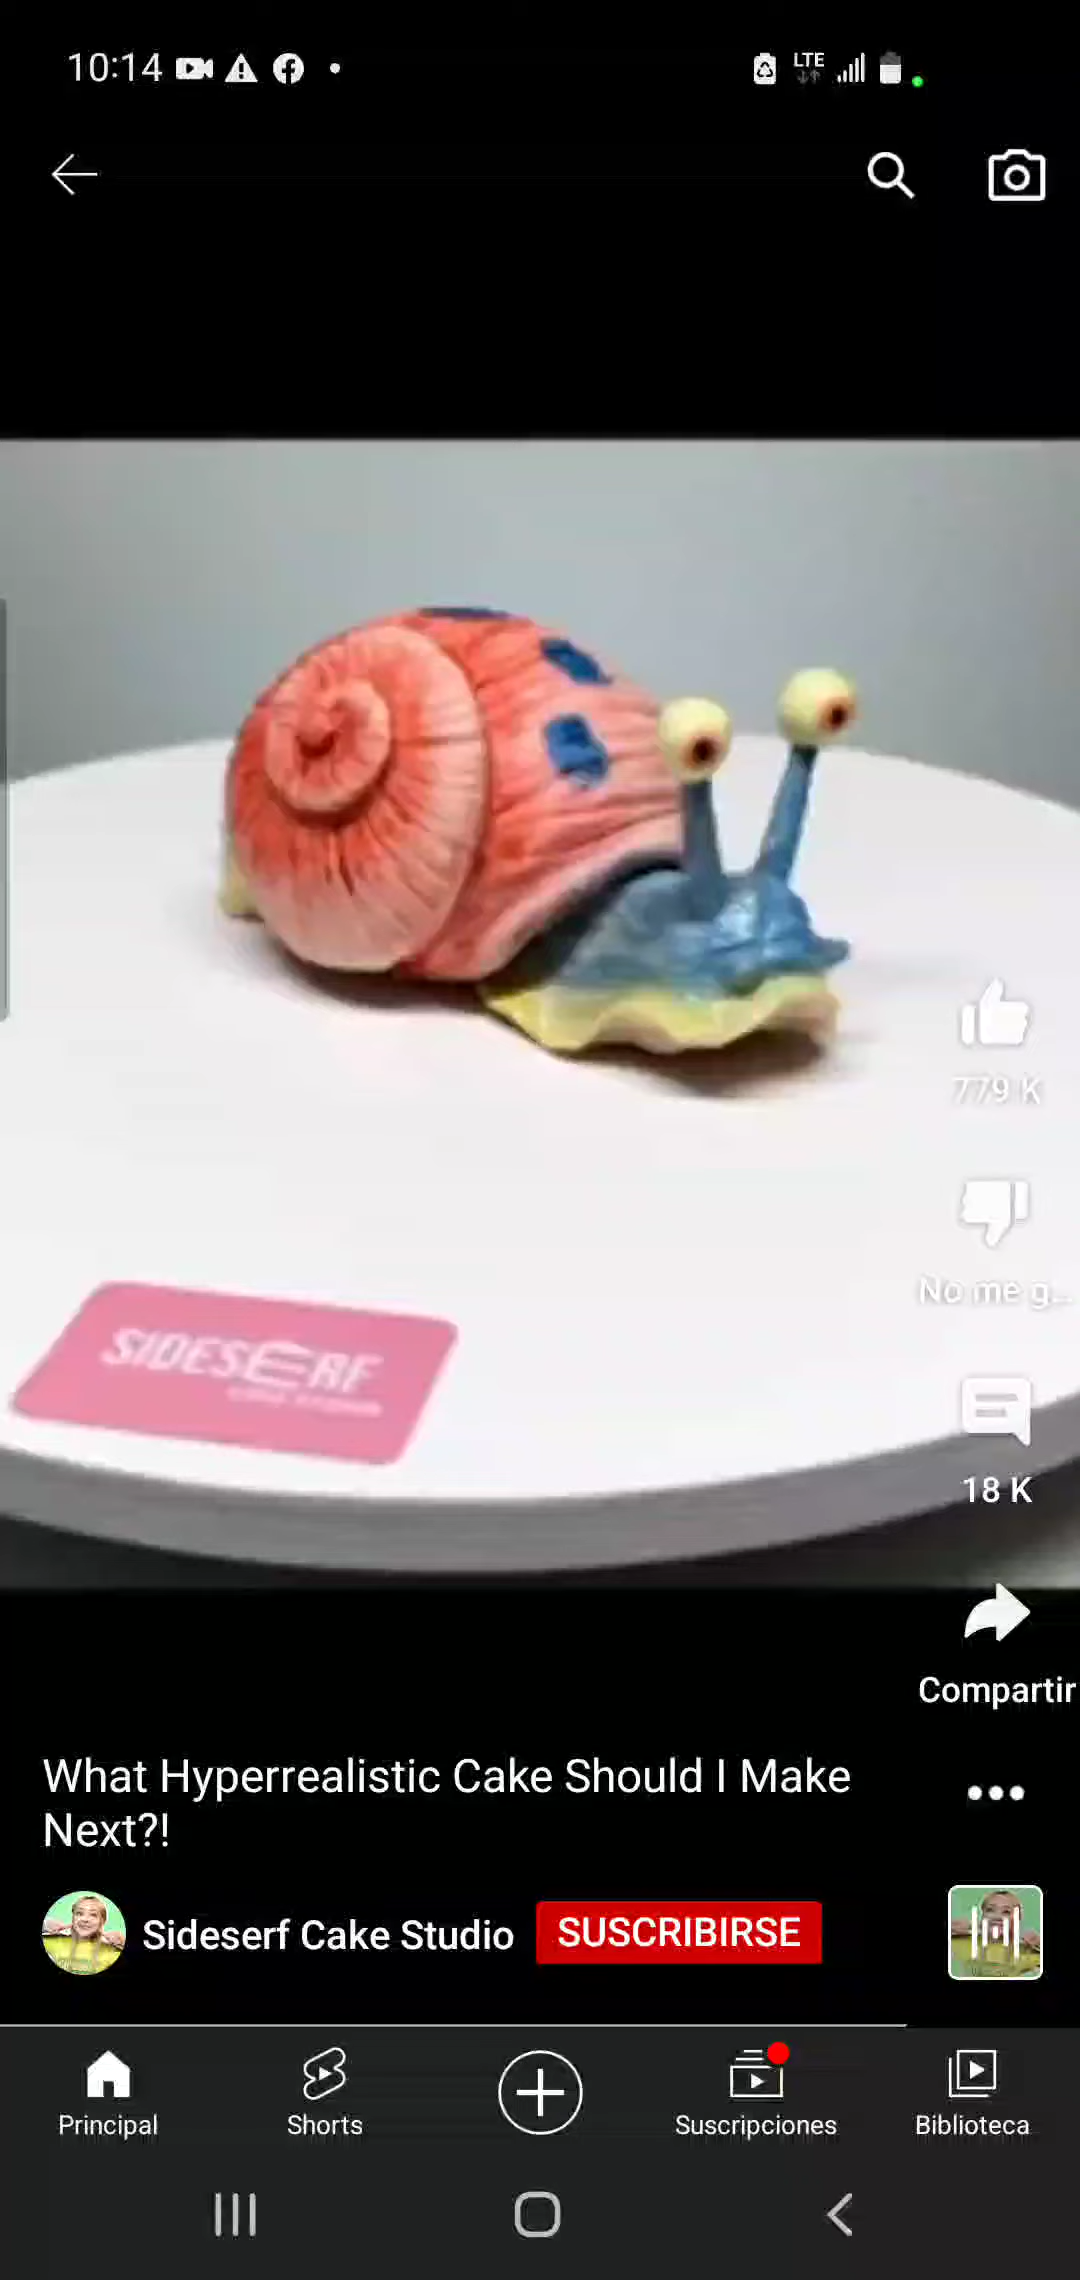 10:14
LTE
SIDESERF
779 K
No me g...
18 K
Compartir
What Hyperrealistic Cake Should I Make
Next?!
Sideserf Cake Studio
SUSCRIBIRSE
Principal
Shorts
Suscripciones
Biblioteca